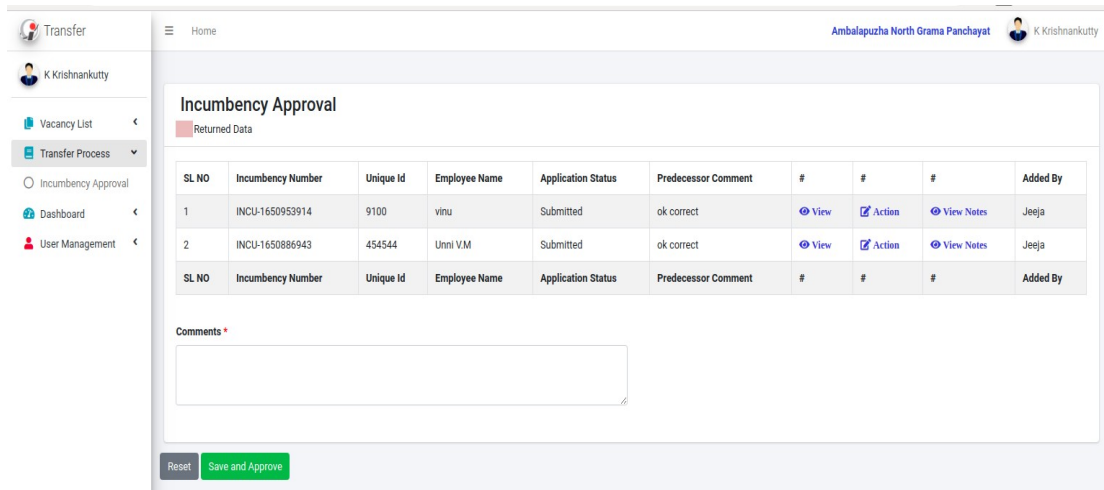 Transfer
Home
Ambalapuzha North Grama Panchayat
K Krishnankutty
K Krishnankutty
Vacancy List
Transfer Process
Incumbency Approval
Dashboard
User Management
Incumbency Approval
Returned Data
SL NO Incumbency Number Unique Id Employee Name Application Status Predecessor Comment # # # Added By
1 INCU-1650953914 9100 vinu Submitted ok correct View Action View Notes Jeeja
2 INCU-1650886943 454544 Unni V.M Submitted ok correct View Action View Notes Jeeja
SL NO Incumbency Number Unique Id Employee Name Application Status Predecessor Comment # # # Added By
Comments *
Reset Save and Approve